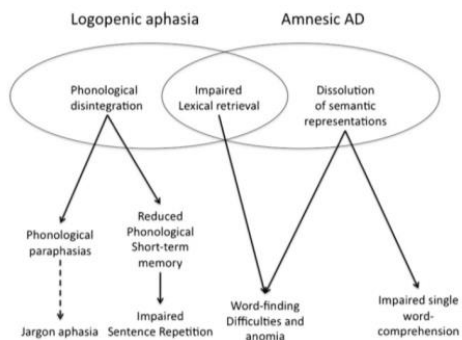 Logopenic aphasia
Amnesic AD
Phonological
disintegration
Impaired
Lexical retrieval
Dissolution
of semantic
representations
Phonological
paraphasias
Reduced
Phonological
Short-term
memory
Jargon aphasia
Impaired
Sentence Repetition
Word-finding
Difficulties and
anomia
Impaired single
word-
comprehension